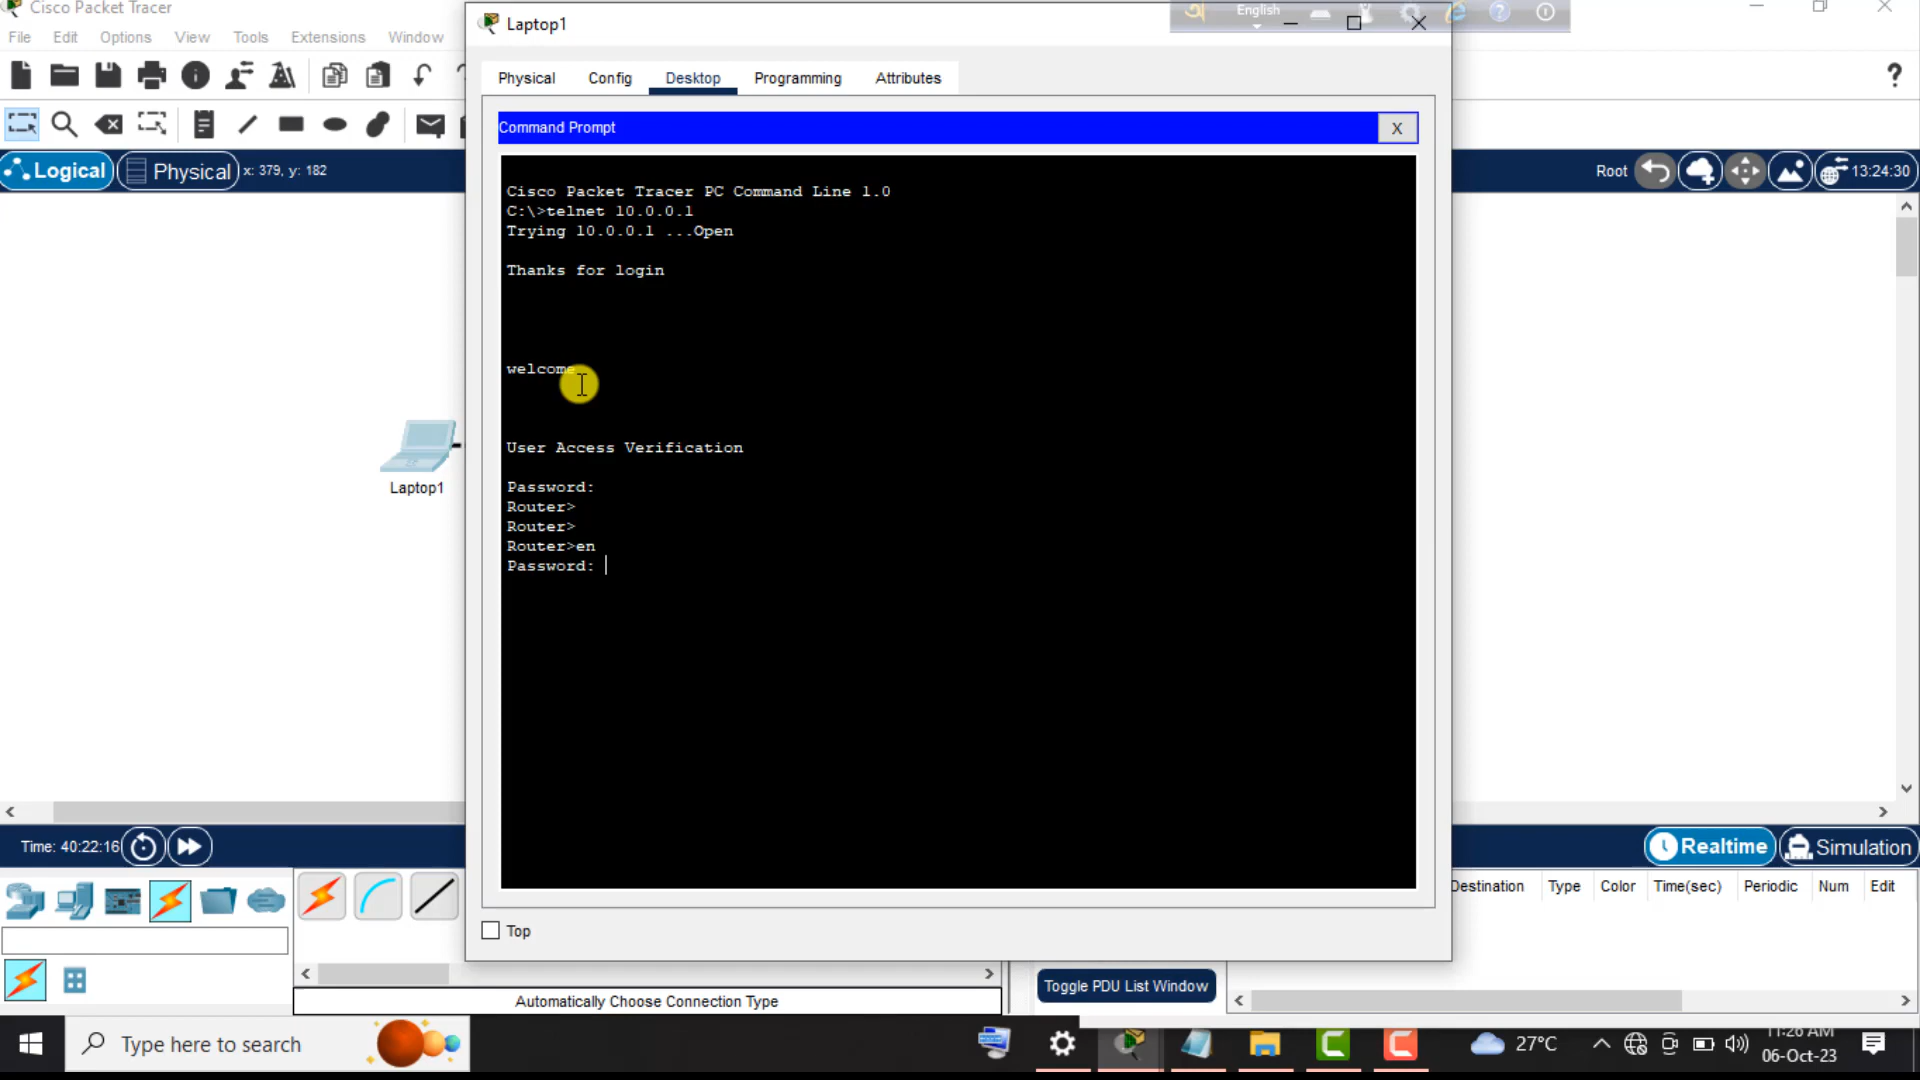 Cisco Packet Tracer
File Edit Options View Tools Extensions Window
Logical Physical x: 379, y: 182
Laptop1
Time: 40:22:16
Laptop1
English
Physical Config Desktop Programming Attributes
Command Prompt
X
Cisco Packet Tracer PC Command Line 1.0
C:\>telnet 10.0.0.1
Trying 10.0.0.1 ...Open
Thanks for login
welcome
User Access Verification
Password:
Router>
Router>
Router>en
Password:
Top
Root 13:24:30
Realtime Simulation
Destination Type Color Time(sec) Periodic Num Edit
Toggle PDU List Window
Automatically Choose Connection Type
Type here to search
27°C
11:26 AM
06-Oct-23